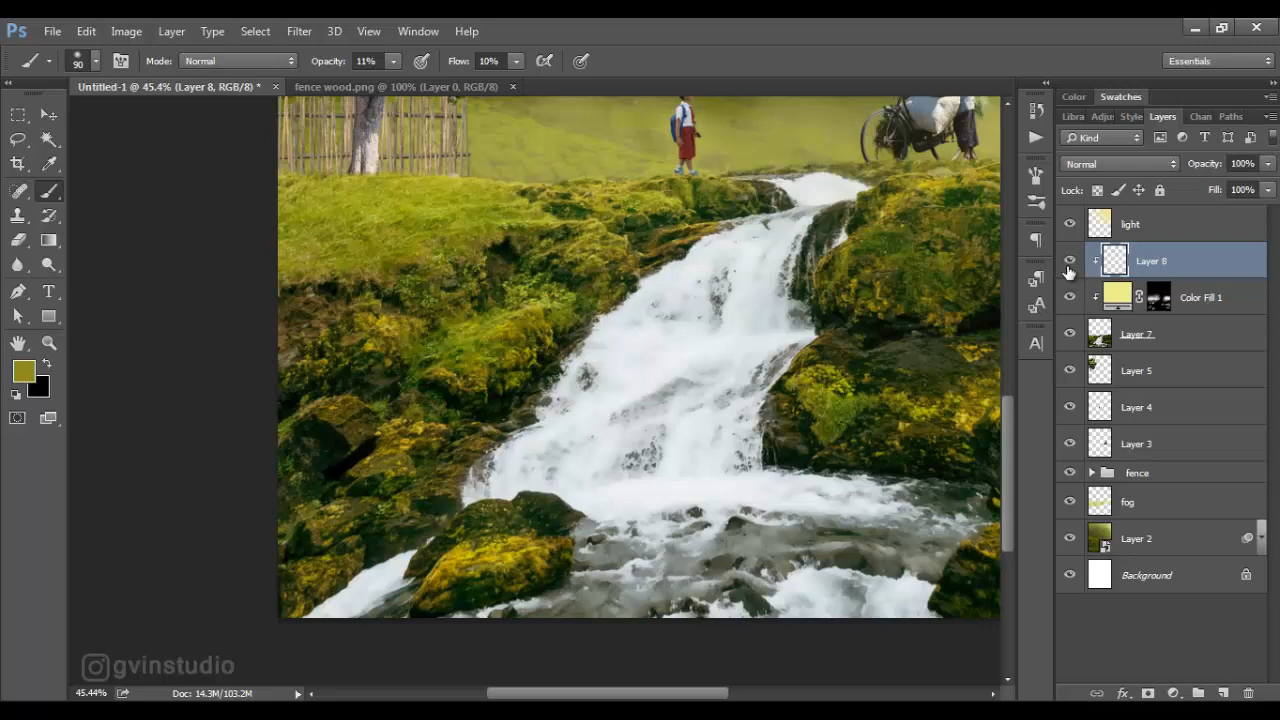 Ps File Edit Image Layer Type Select Filter 3D View Window Help
90 Mode: Normal Opacity: 11% Flow: 10% Essentials
Untitled-1 @ 45.4% (Layer 8, RGB/8) * × fence wood.png @ 100% (Layer 0, RGB/8) ×
Color Swatches
Libra Adjus Style Layers Chan Paths
Kind
Normal Opacity: 100%
Lock: Fill: 100%
light
Layer 8
Color Fill 1
Layer 7
Layer 5
Layer 4
Layer 3
fence
fog
Layer 2
Background
gvinstudio
45.44% Doc: 14.3M/103.2M